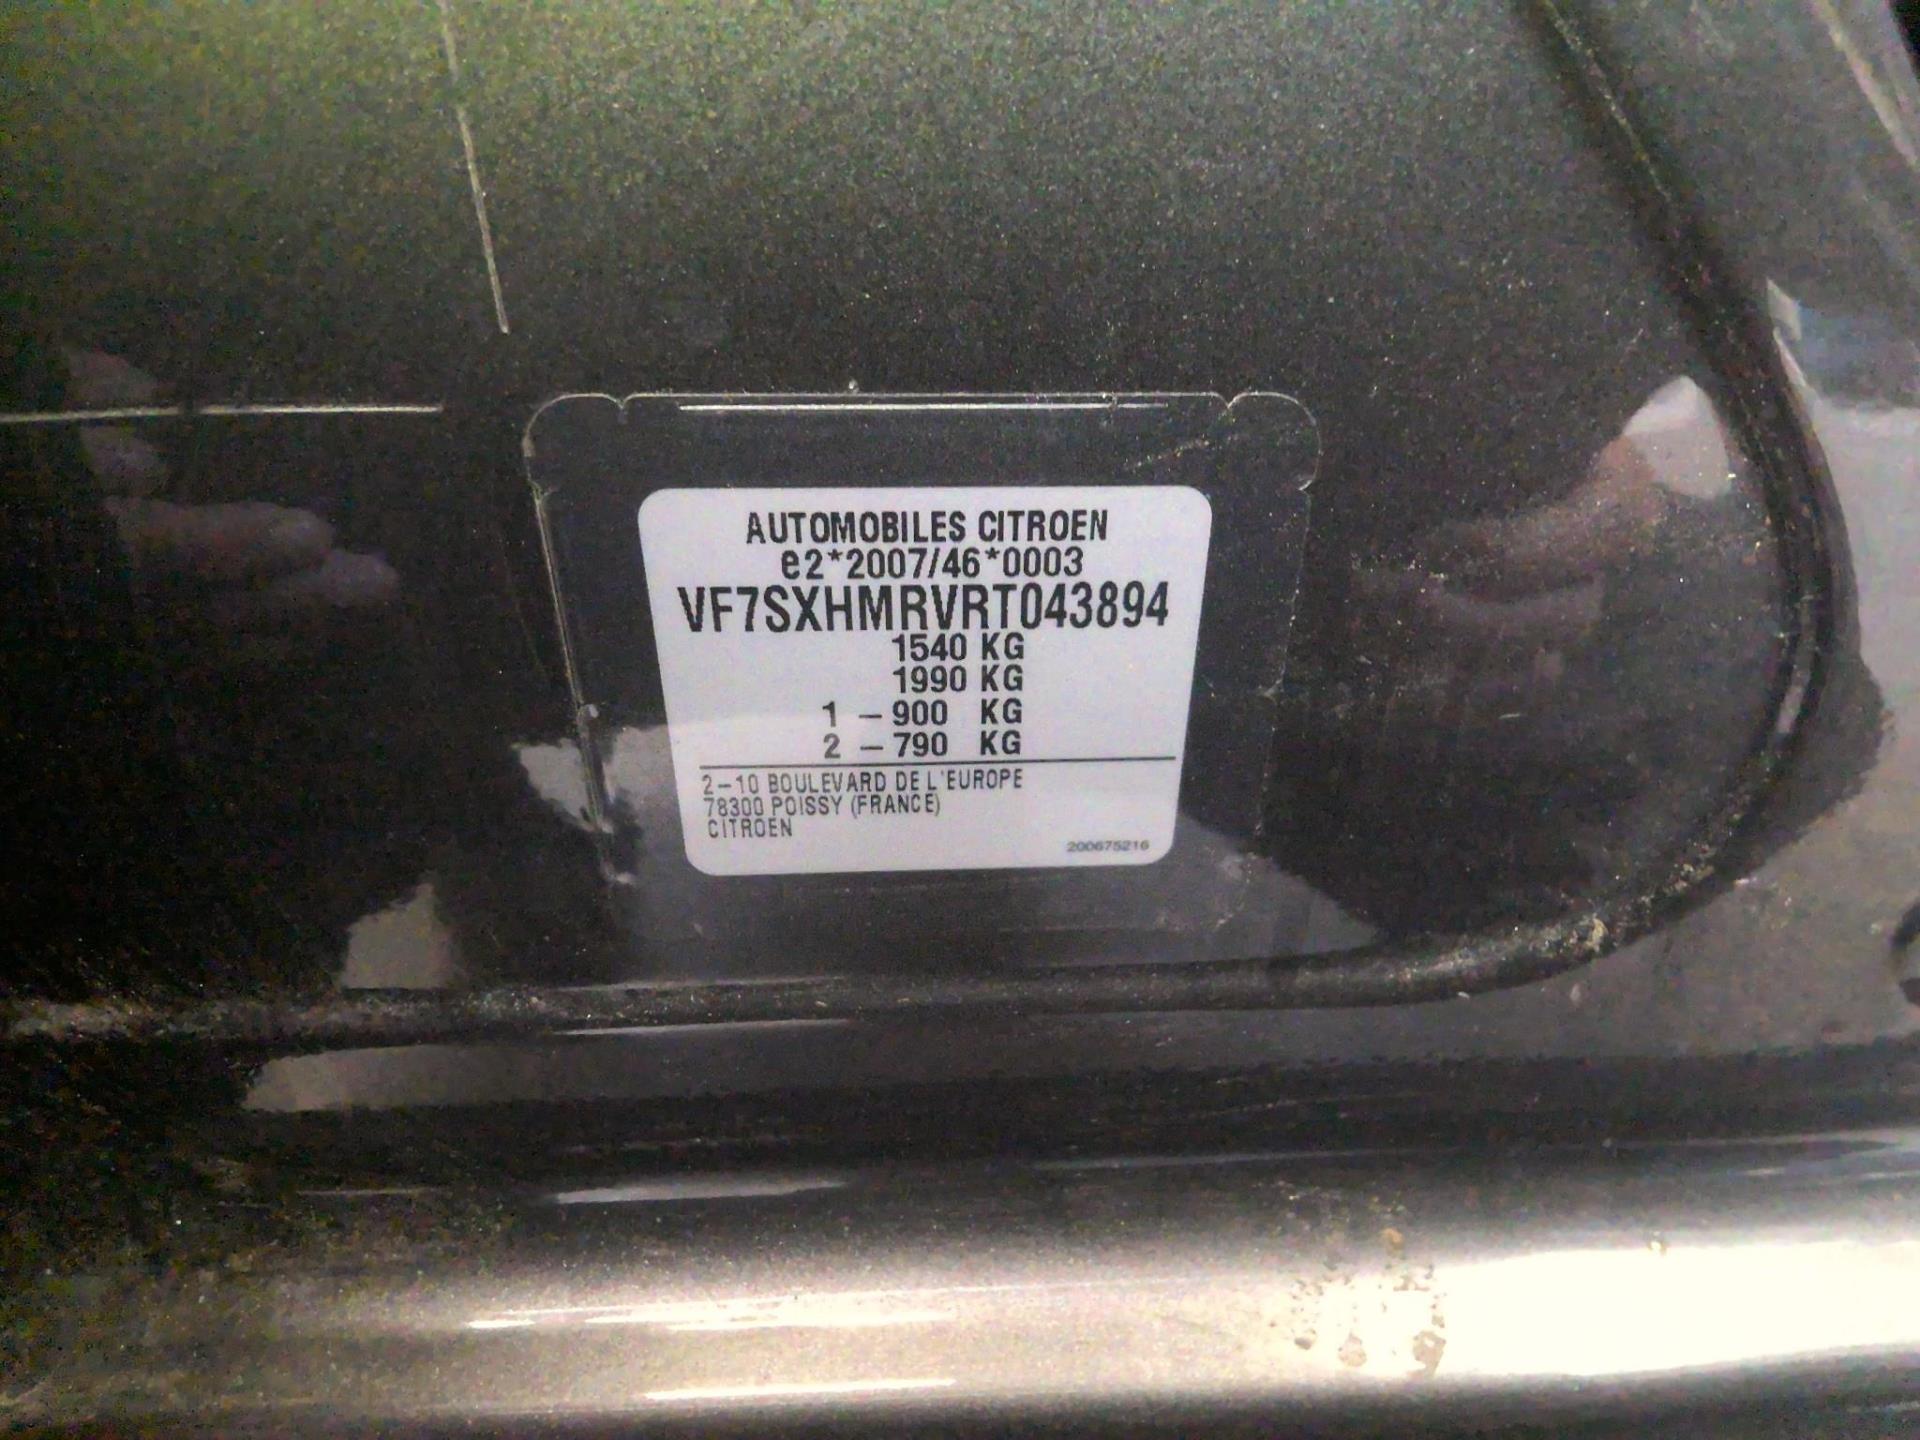 AUTOMOBILES CITROEN
e2*2007/46*0003
VF7SXHMRVRT043894
1540 KG
1990 KG
1 – 900 KG
2 – 790 KG
2–10 BOULEVARD DE L'EUROPE
78300 POISSY (FRANCE)
CITROEN
200675216